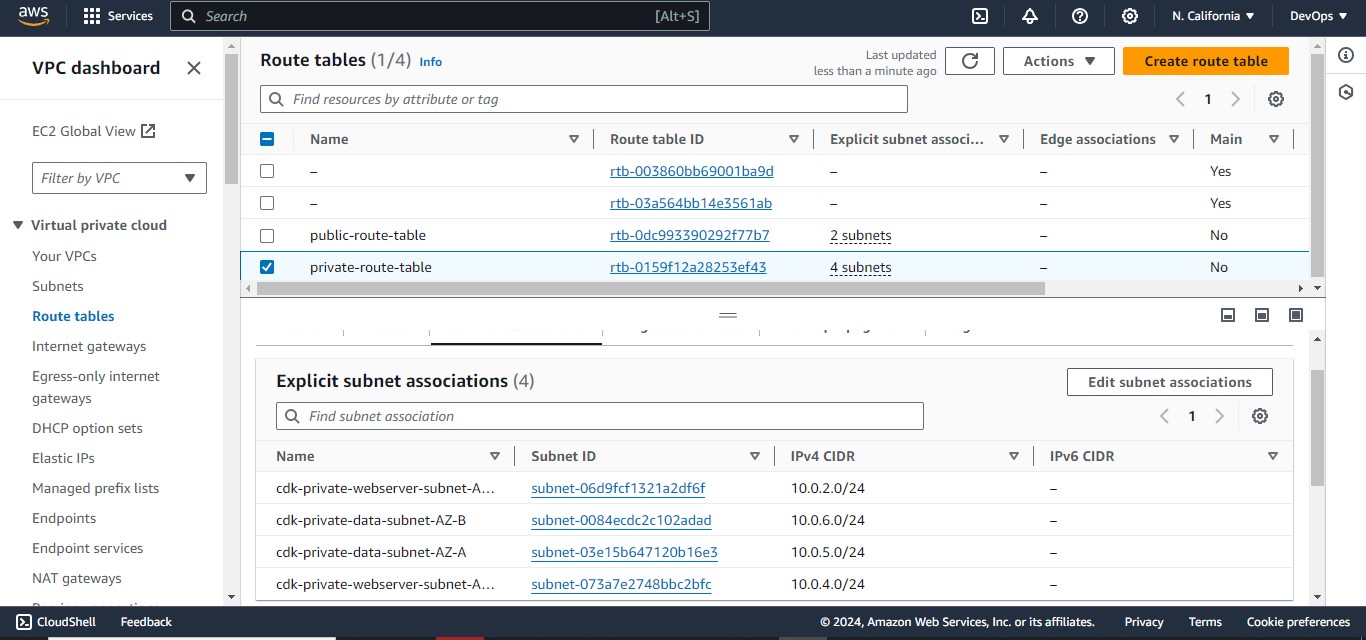 aws Services Search [Alt+S] N. California DevOps
VPC dashboard
EC2 Global View
Filter by VPC
Virtual private cloud
Your VPCs
Subnets
Route tables
Internet gateways
Egress-only internet
gateways
DHCP option sets
Elastic IPs
Managed prefix lists
Endpoints
Endpoint services
NAT gateways
Route tables (1/4) Info
Last updated
less than a minute ago
Actions
Create route table
Find resources by attribute or tag
1
Name Route table ID Explicit subnet associ... Edge associations Main
– rtb-003860bb69001ba9d – – Yes
– rtb-03a564bb14e3561ab – – Yes
public-route-table rtb-0dc993390292f77b7 2 subnets – No
private-route-table rtb-0159f12a28253ef43 4 subnets – No
Explicit subnet associations (4)
Edit subnet associations
Find subnet association
1
Name Subnet ID IPv4 CIDR IPv6 CIDR
cdk-private-webserver-subnet-A... subnet-06d9fcf1321a2df6f 10.0.2.0/24 –
cdk-private-data-subnet-AZ-B subnet-0084ecdc2c102adad 10.0.6.0/24 –
cdk-private-data-subnet-AZ-A subnet-03e15b647120b16e3 10.0.5.0/24 –
cdk-private-webserver-subnet-A... subnet-073a7e2748bbc2bfc 10.0.4.0/24 –
CloudShell Feedback © 2024, Amazon Web Services, Inc. or its affiliates. Privacy Terms Cookie preferences